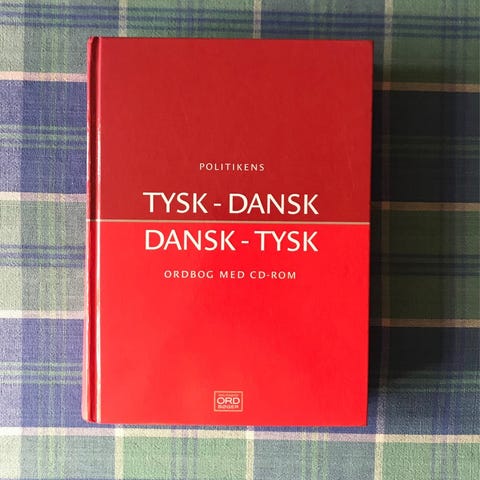 POLITIKENS
TYSK - DANSK
DANSK - TYSK
ORDBOG MED CD-ROM
ORD
BØGER